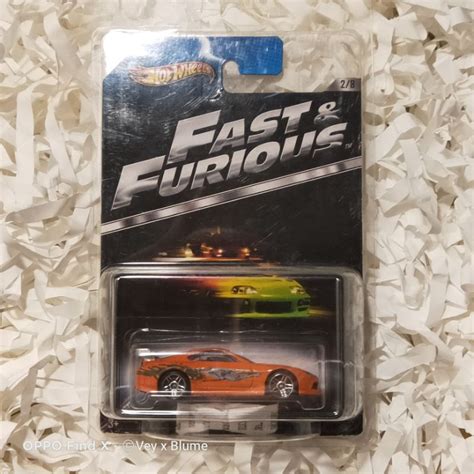 Hot Wheels
2/8
FAST &
FURIOUS
OPPO Find X · ©Vey x Blume